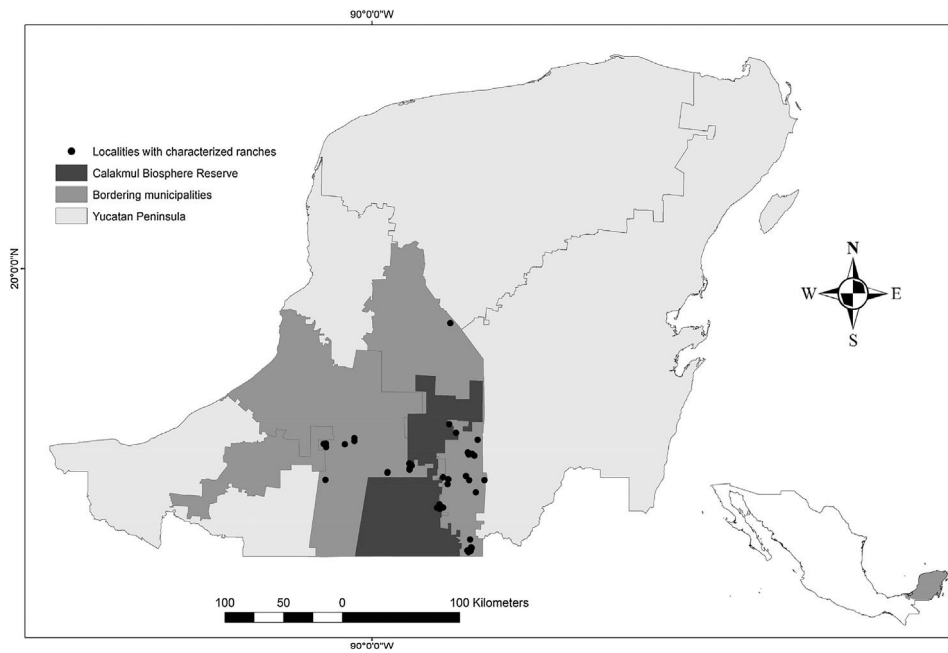 90°0'0"W
Localities with characterized ranches
Calakmul Biosphere Reserve
Bordering municipalities
Yucatan Peninsula
20°0'0"N
N
W E
S
100 50 0 100 Kilometers
90°0'0"W